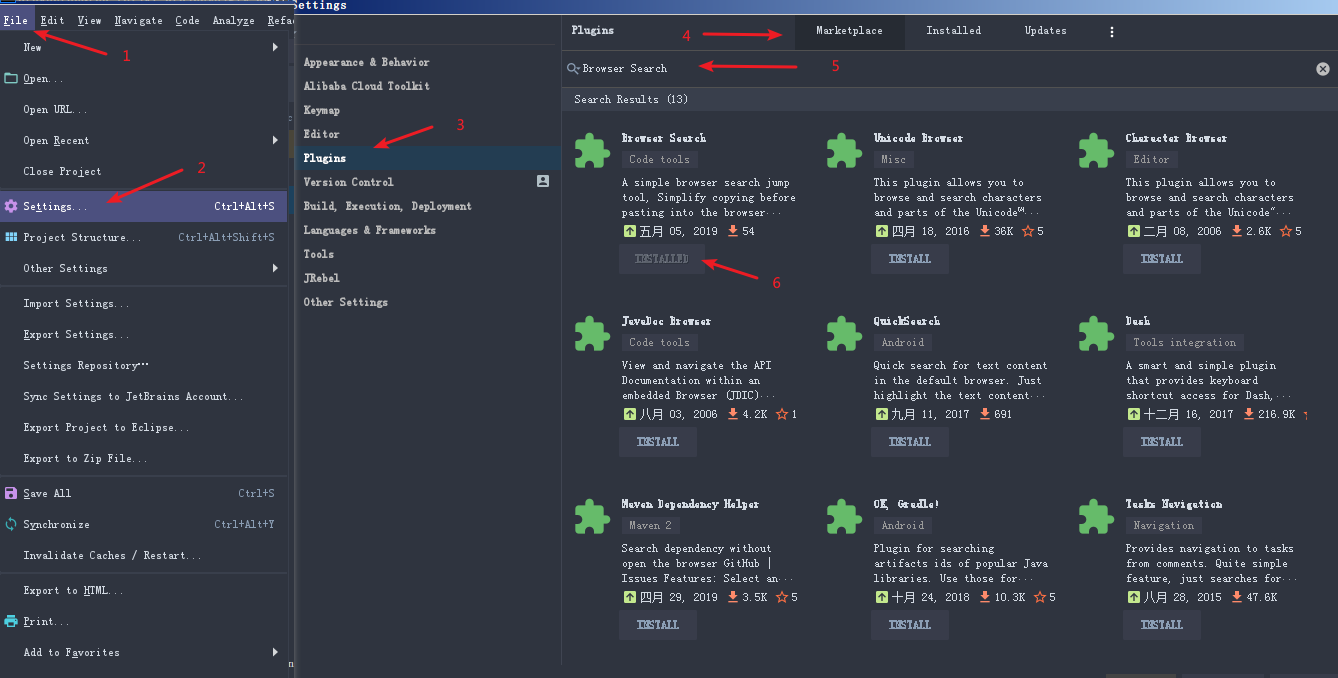 Settings
File Edit View Navigate Code Analyze Refa
1
New
Open...
Open URL...
Open Recent
Close Project
2
Settings... Ctrl+Alt+S
Project Structure... Ctrl+Alt+Shift+S
Other Settings
Import Settings...
Export Settings...
Settings Repository...
Sync Settings to JetBrains Account...
Export Project to Eclipse...
Export to Zip File...
Save All Ctrl+S
Synchronize Ctrl+Alt+Y
Invalidate Caches / Restart...
Export to HTML...
Print...
Add to Favorites
Appearance & Behavior
Alibaba Cloud Toolkit
Keymap
Editor
3
Plugins
Version Control
Build, Execution, Deployment
Languages & Frameworks
Tools
JRebel
Other Settings
Plugins 4 Marketplace Installed Updates
Browser Search 5
Search Results (13)
Browser Search
Code tools
A simple browser search jump
tool, Simplify copying before
pasting into the browser...
五月 05, 2019 54
INSTALLED
6
Unicode Browser
Misc
This plugin allows you to
browse and search characters
and parts of the Unicode℠...
四月 18, 2016 36K 5
INSTALL
Character Browser
Editor
This plugin allows you to
browse and search characters
and parts of the Unicode“...
二月 08, 2006 2.6K 5
INSTALL
JavaDoc Browser
Code tools
View and navigate the API
Documentation within an
embedded Browser (JDIC)...
八月 03, 2006 4.2K 1
INSTALL
QuickSearch
Android
Quick search for text content
in the default browser. Just
highlight the text content...
九月 11, 2017 691
INSTALL
Dash
Tools integration
A smart and simple plugin
that provides keyboard
shortcut access for Dash,...
十二月 16, 2017 216.9K
INSTALL
Maven Dependency Helper
Maven 2
Search dependency without
open the browser GitHub |
Issues Features: Select an...
四月 29, 2019 3.5K 5
INSTALL
OK, Gradle!
Android
Plugin for searching
artifacts ids of popular Java
libraries. Use those for...
十月 24, 2018 10.3K 5
INSTALL
Tasks Navigation
Navigation
Provides navigation to tasks
from comments. Quite simple
feature, just searches for...
八月 28, 2015 47.6K
INSTALL